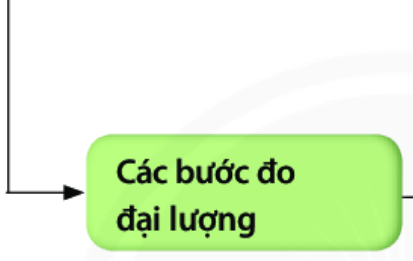 Các bước đo
đại lượng